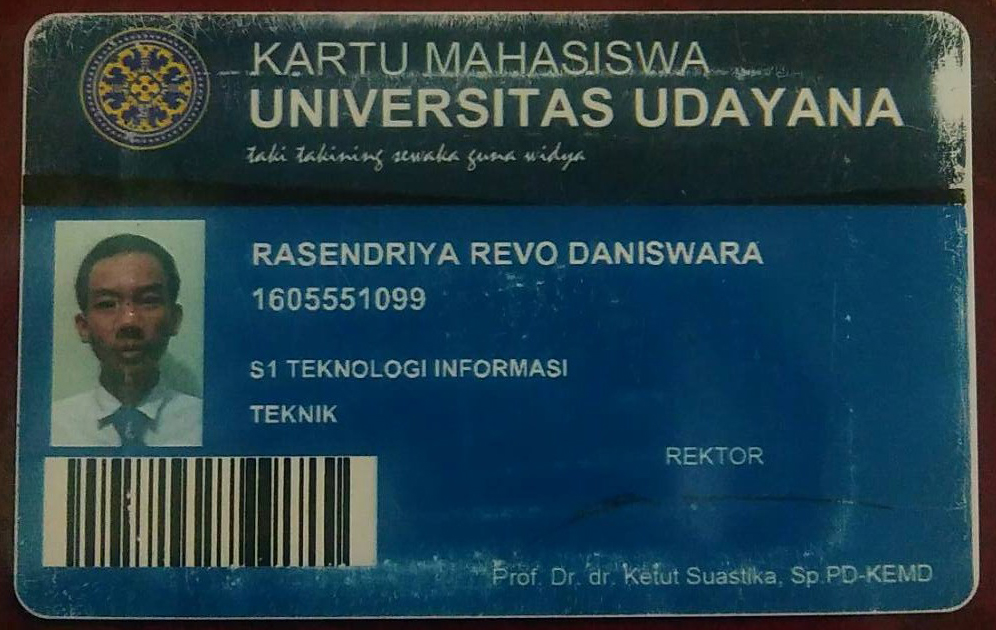 KARTU MAHASISWA
UNIVERSITAS UDAYANA
taki takining sewaka guna widya
RASENDRIYA REVO DANISWARA
1605551099
S1 TEKNOLOGI INFORMASI
TEKNIK
REKTOR
Prof. Dr. dr. Ketut Suastika, Sp.PD-KEMD